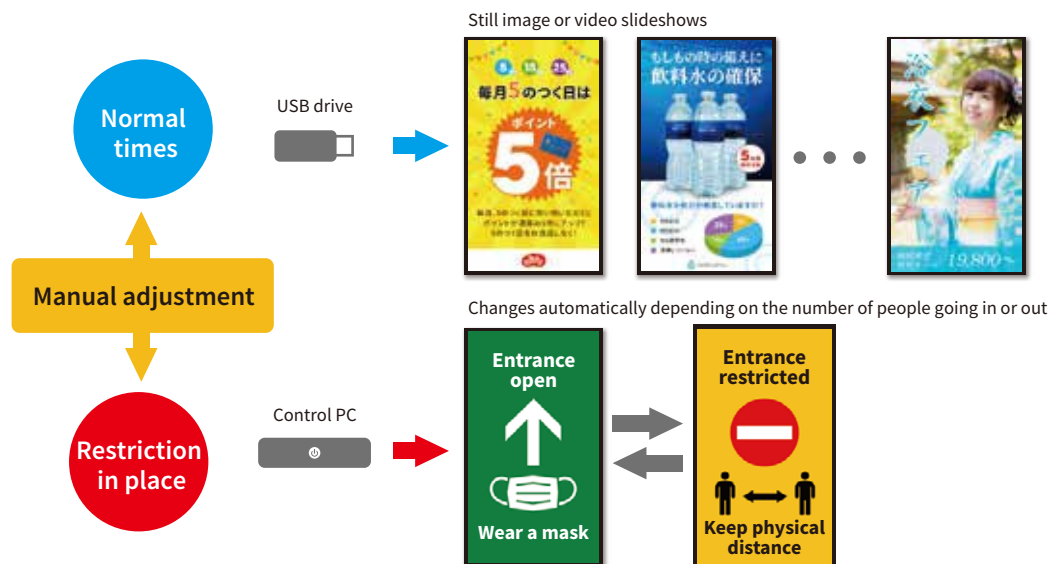 Still image or video slideshows
Normal
times
USB drive
5 15 25
毎月5のつく日は
ポイント
5倍
もしもの時の備えに
飲料水の確保
浴衣フェア
19,800～
Manual adjustment
Changes automatically depending on the number of people going in or out
Restriction
in place
Control PC
Entrance
open
Wear a mask
Entrance
restricted
Keep physical
distance